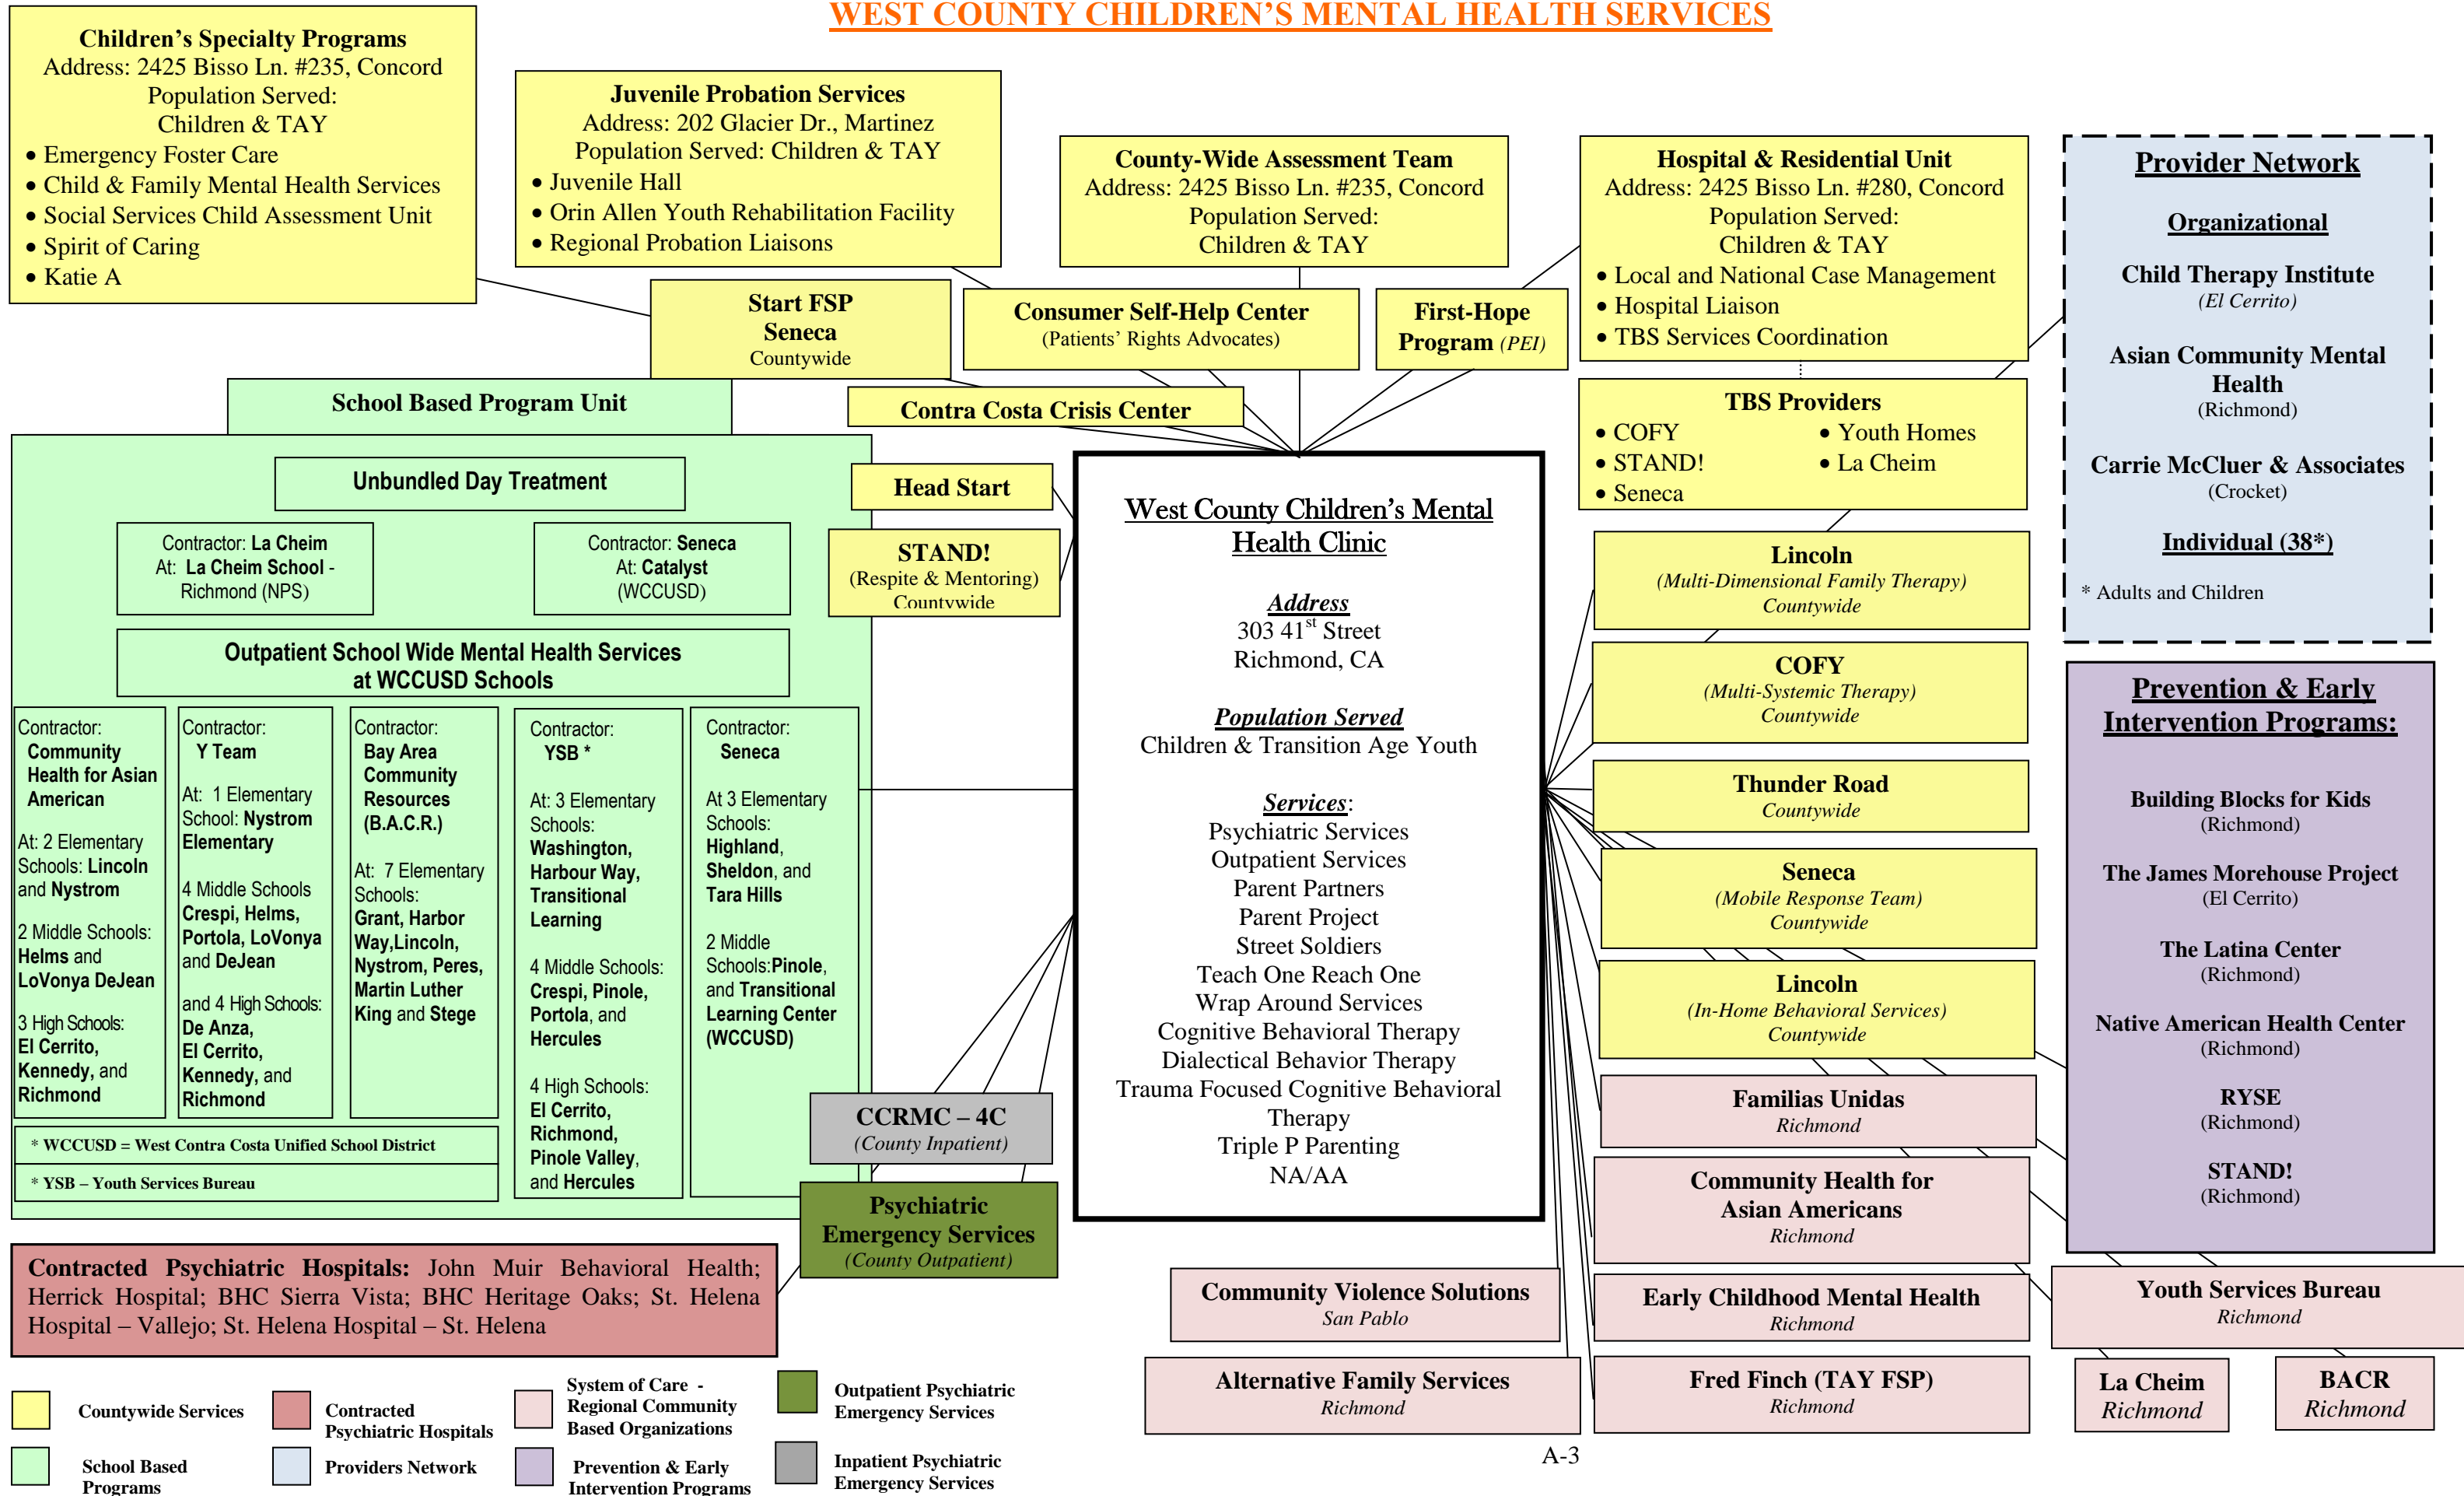 WEST COUNTY CHILDREN'S MENTAL HEALTH SERVICES
Children's Specialty Programs
Address: 2425 Bisso Ln. #235, Concord
Population Served:
Children & TAY
• Emergency Foster Care
• Child & Family Mental Health Services
• Social Services Child Assessment Unit
• Spirit of Caring
• Katie A
Juvenile Probation Services
Address: 202 Glacier Dr., Martinez
Population Served: Children & TAY
• Juvenile Hall
• Orin Allen Youth Rehabilitation Facility
• Regional Probation Liaisons
County-Wide Assessment Team
Address: 2425 Bisso Ln. #235, Concord
Population Served:
Children & TAY
Hospital & Residential Unit
Address: 2425 Bisso Ln. #280, Concord
Population Served:
Children & TAY
• Local and National Case Management
• Hospital Liaison
• TBS Services Coordination
Provider Network
Organizational
Child Therapy Institute
(El Cerrito)
Asian Community Mental
Health
(Richmond)
Carrie McCluer & Associates
(Crocket)
Individual (38*)
* Adults and Children
Start FSP
Seneca
Countywide
Consumer Self-Help Center
(Patients' Rights Advocates)
First-Hope
Program (PEI)
Contra Costa Crisis Center
TBS Providers
• COFY
• STAND!
• Seneca
• Youth Homes
• La Cheim
School Based Program Unit
Unbundled Day Treatment
Contractor: La Cheim
At: La Cheim School -
Richmond (NPS)
Contractor: Seneca
At: Catalyst
(WCCUSD)
Outpatient School Wide Mental Health Services
at WCCUSD Schools
Contractor:
Community
Health for Asian
American
At: 2 Elementary
Schools: Lincoln
and Nystrom
2 Middle Schools:
Helms and
LoVonya DeJean
3 High Schools:
El Cerrito,
Kennedy, and
Richmond
Contractor:
Y Team
At: 1 Elementary
School: Nystrom
Elementary
4 Middle Schools
Crespi, Helms,
Portola, LoVonya
and DeJean
and 4 High Schools:
De Anza,
El Cerrito,
Kennedy, and
Richmond
Contractor:
Bay Area
Community
Resources
(B.A.C.R.)
At: 7 Elementary
Schools:
Grant, Harbor
Way,Lincoln,
Nystrom, Peres,
Martin Luther
King and Stege
Contractor:
YSB *
At: 3 Elementary
Schools:
Washington,
Harbour Way,
Transitional
Learning
4 Middle Schools:
Crespi, Pinole,
Portola, and
Hercules
4 High Schools:
El Cerrito,
Richmond,
Pinole Valley,
and Hercules
Contractor:
Seneca
At 3 Elementary
Schools:
Highland,
Sheldon, and
Tara Hills
2 Middle
Schools:Pinole,
and Transitional
Learning Center
(WCCUSD)
* WCCUSD = West Contra Costa Unified School District
* YSB – Youth Services Bureau
Head Start
STAND!
(Respite & Mentoring)
Countywide
West County Children's Mental
Health Clinic
Address
303 41st Street
Richmond, CA
Population Served
Children & Transition Age Youth
Services:
Psychiatric Services
Outpatient Services
Parent Partners
Parent Project
Street Soldiers
Teach One Reach One
Wrap Around Services
Cognitive Behavioral Therapy
Dialectical Behavior Therapy
Trauma Focused Cognitive Behavioral
Therapy
Triple P Parenting
NA/AA
Lincoln
(Multi-Dimensional Family Therapy)
Countywide
COFY
(Multi-Systemic Therapy)
Countywide
Thunder Road
Countywide
Seneca
(Mobile Response Team)
Countywide
Lincoln
(In-Home Behavioral Services)
Countywide
Familias Unidas
Richmond
Community Health for
Asian Americans
Richmond
Early Childhood Mental Health
Richmond
Fred Finch (TAY FSP)
Richmond
Prevention & Early
Intervention Programs:
Building Blocks for Kids
(Richmond)
The James Morehouse Project
(El Cerrito)
The Latina Center
(Richmond)
Native American Health Center
(Richmond)
RYSE
(Richmond)
STAND!
(Richmond)
CCRMC – 4C
(County Inpatient)
Psychiatric
Emergency Services
(County Outpatient)
Contracted Psychiatric Hospitals: John Muir Behavioral Health;
Herrick Hospital; BHC Sierra Vista; BHC Heritage Oaks; St. Helena
Hospital – Vallejo; St. Helena Hospital – St. Helena
Community Violence Solutions
San Pablo
Alternative Family Services
Richmond
Youth Services Bureau
Richmond
La Cheim
Richmond
BACR
Richmond
Countywide Services
Contracted
Psychiatric Hospitals
System of Care -
Regional Community
Based Organizations
Outpatient Psychiatric
Emergency Services
School Based
Programs
Providers Network
Prevention & Early
Intervention Programs
Inpatient Psychiatric
Emergency Services
A-3